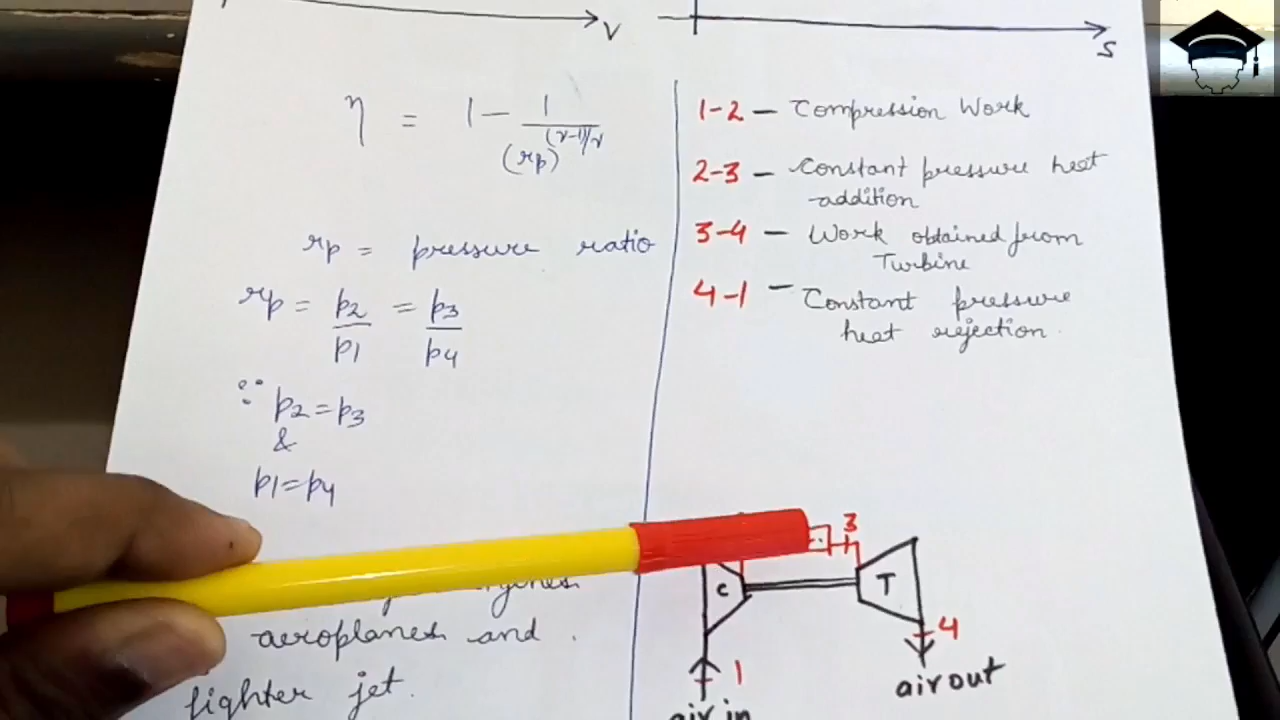 V
S
η = 1 - 1/(rp)^(γ-1)/γ
rp = pressure ratio
rp = p2/p1 = p3/p4
∵ p2 = p3
&
p1 = p4
aeroplanes and
fighter jet.
1-2 - Compression Work
2-3 - Constant pressure heat
-addition
3-4 - Work obtained from
Turbine
4-1 - Constant pressure
heat rejection.
3
C
T
4
1
air out
air in